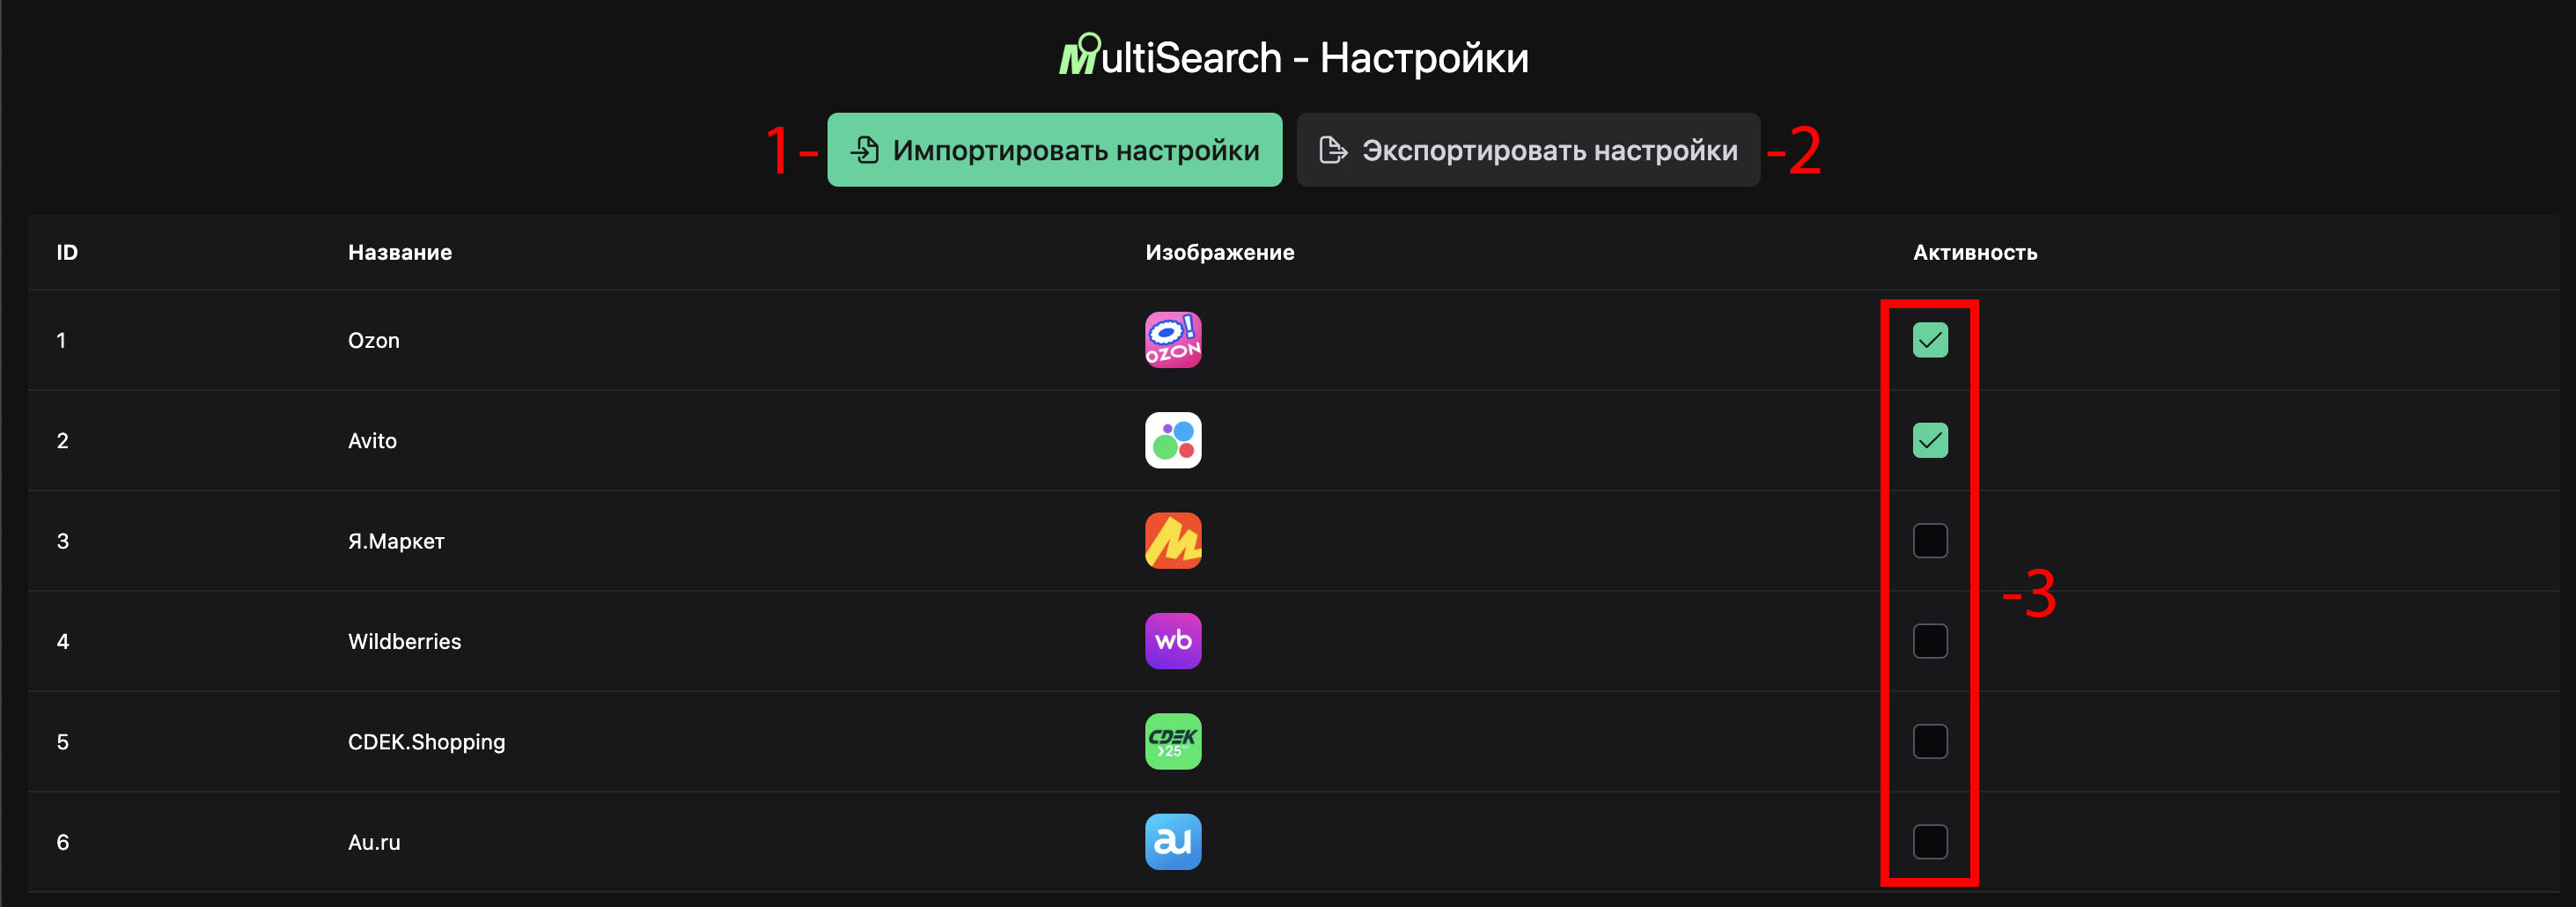 MultiSearch - Настройки
1- Импортировать настройки Экспортировать настройки -2
ID Название Изображение Активность
1 Ozon OZON!
2 Avito
3 Я.Маркет
4 Wildberries wb
-3
5 CDEK.Shopping CDEK
25
6 Au.ru au